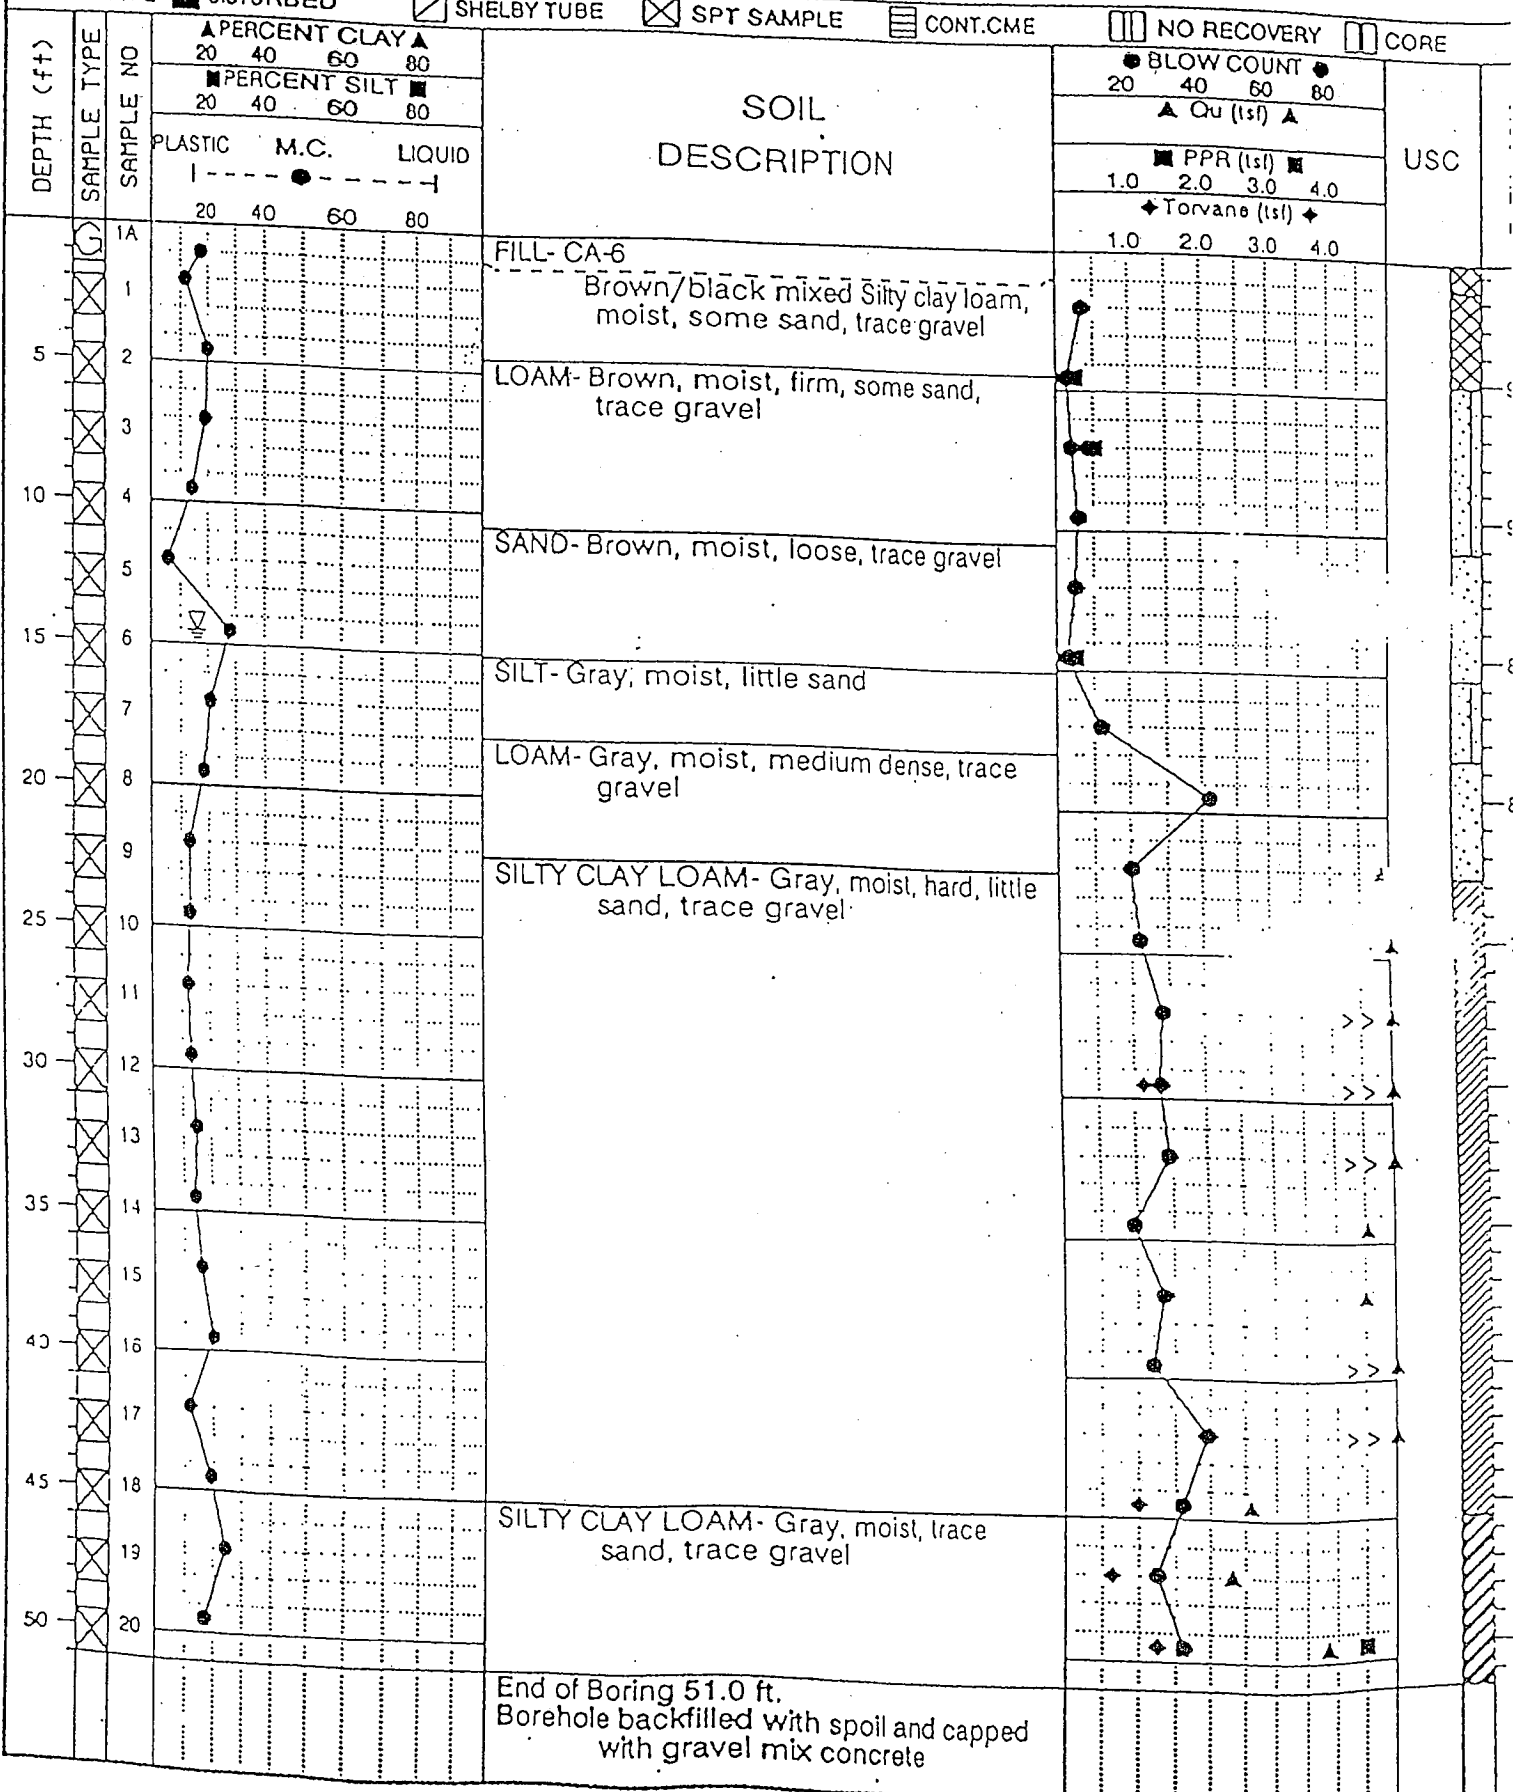 DISTURBED SHELBY TUBE SPT SAMPLE CONT.CME NO RECOVERY CORE
DEPTH (ft)
SAMPLE TYPE
SAMPLE NO
PERCENT CLAY
20 40 60 80
PERCENT SILT
20 40 60 80
PLASTIC M.C. LIQUID
20 40 60 80
SOIL
DESCRIPTION
BLOW COUNT
20 40 60 80
Qu (tsf)
PPR (tsf)
1.0 2.0 3.0 4.0
Torvane (tsf)
1.0 2.0 3.0 4.0
USC
1A
FILL- CA-6
1
Brown/black mixed Silty clay loam,
moist, some sand, trace gravel
5
2
LOAM- Brown, moist, firm, some sand,
trace gravel
3
10
4
SAND- Brown, moist, loose, trace gravel
5
15
6
SILT- Gray, moist, little sand
7
LOAM- Gray, moist, medium dense, trace
gravel
20
8
9
SILTY CLAY LOAM- Gray, moist, hard, little
sand, trace gravel
25
10
11
>>
30
12
>>
13
>>
35
14
15
40
16
>>
17
>>
45
18
SILTY CLAY LOAM- Gray, moist, trace
sand, trace gravel
19
50
20
End of Boring 51.0 ft.
Borehole backfilled with spoil and capped
with gravel mix concrete